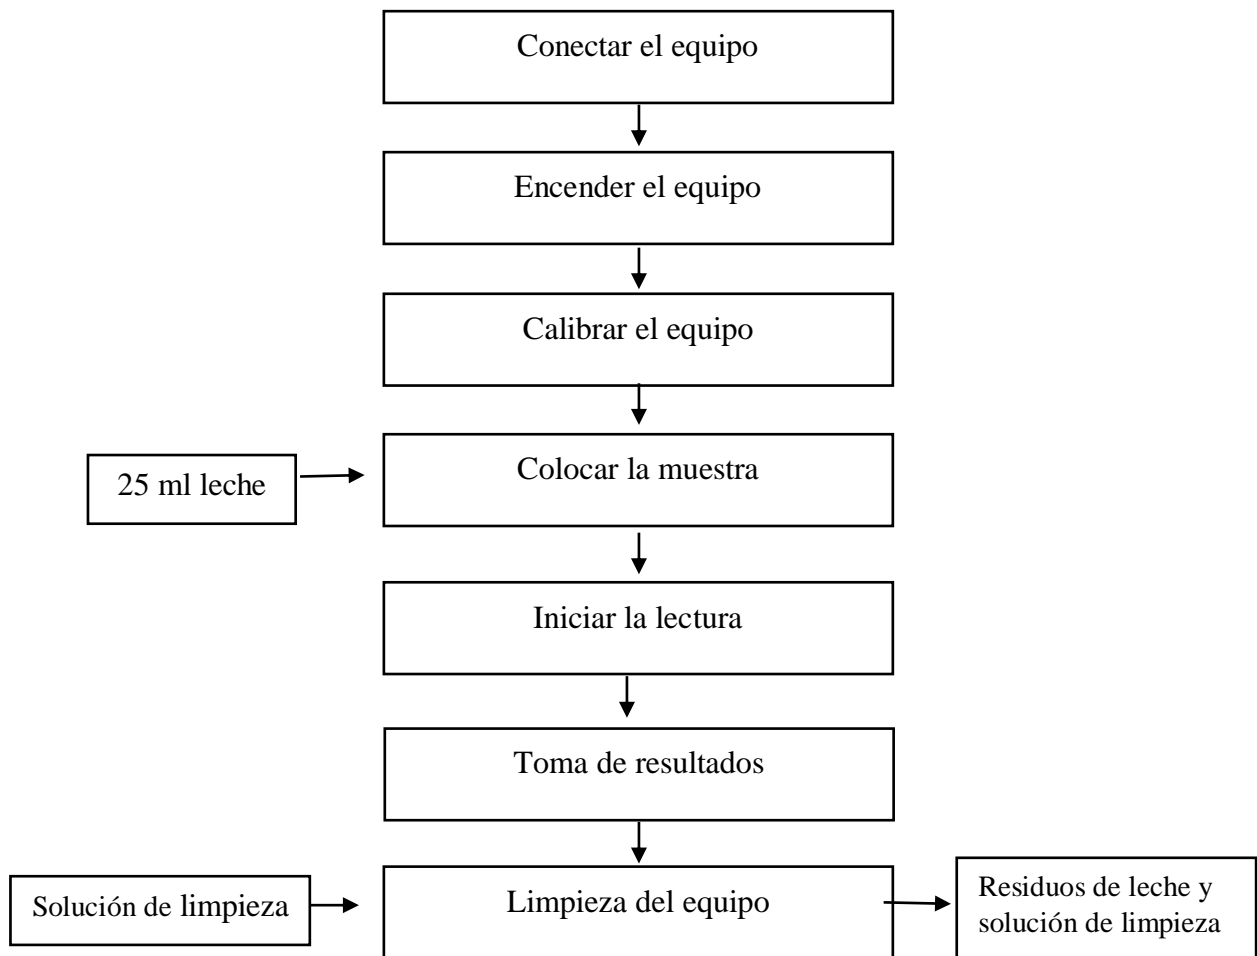 Conectar el equipo
Encender el equipo
Calibrar el equipo
25 ml leche
Colocar la muestra
Iniciar la lectura
Toma de resultados
Solución de limpieza
Limpieza del equipo
Residuos de leche y
solución de limpieza